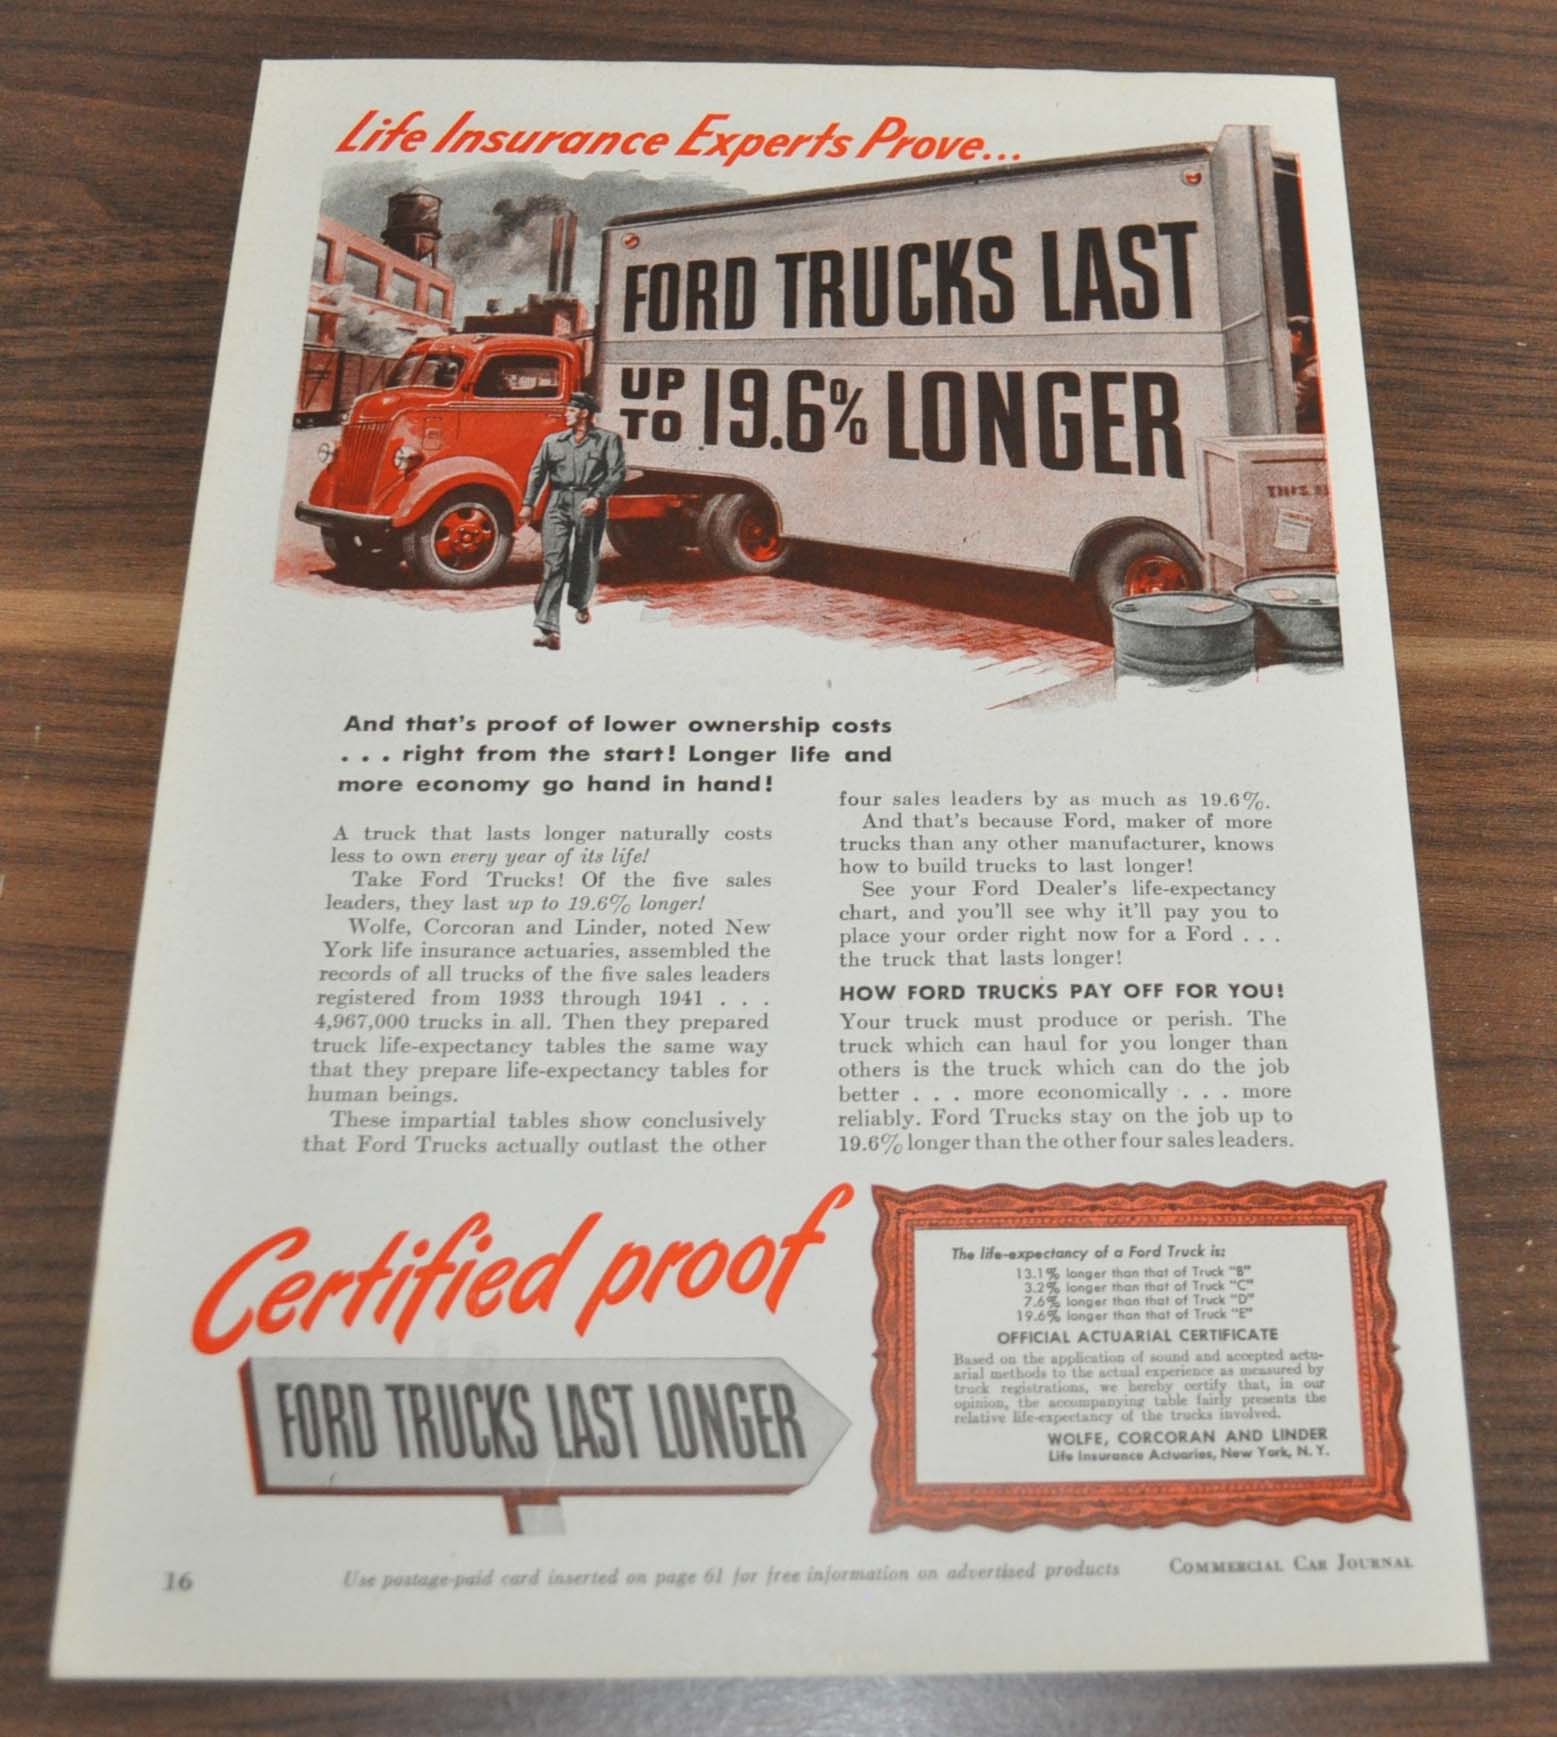 Life Insurance Experts Prove...
FORD TRUCKS LAST
UP TO 19.6% LONGER
THIS
And that's proof of lower ownership costs
. . . right from the start! Longer life and
more economy go hand in hand!
A truck that lasts longer naturally costs
less to own every year of its life!
Take Ford Trucks! Of the five sales
leaders, they last up to 19.6% longer!
Wolfe, Corcoran and Linder, noted New
York life insurance actuaries, assembled the
records of all trucks of the five sales leaders
registered from 1933 through 1941 . . .
4,967,000 trucks in all. Then they prepared
truck life-expectancy tables the same way
that they prepare life-expectancy tables for
human beings.
These impartial tables show conclusively
that Ford Trucks actually outlast the other
four sales leaders by as much as 19.6%.
And that's because Ford, maker of more
trucks than any other manufacturer, knows
how to build trucks to last longer!
See your Ford Dealer's life-expectancy
chart, and you'll see why it'll pay you to
place your order right now for a Ford . . .
the truck that lasts longer!
HOW FORD TRUCKS PAY OFF FOR YOU!
Your truck must produce or perish. The
truck which can haul for you longer than
others is the truck which can do the job
better . . . more economically . . . more
reliably. Ford Trucks stay on the job up to
19.6% longer than the other four sales leaders.
Certified proof
FORD TRUCKS LAST LONGER
The life-expectancy of a Ford Truck is:
13.1% longer than that of Truck "B"
3.2% longer than that of Truck "C"
7.6% longer than that of Truck "D"
19.6% longer than that of Truck "E"
OFFICIAL ACTUARIAL CERTIFICATE
Based on the application of sound and accepted actu-
arial methods to the actual experience as measured by
truck registrations, we hereby certify that, in our
opinion, the accompanying table fairly presents the
relative life-expectancy of the trucks involved.
WOLFE, CORCORAN AND LINDER
Life Insurance Actuaries, New York, N. Y.
16
Use postage-paid card inserted on page 61 for free information on advertised products
COMMERCIAL CAR JOURNAL